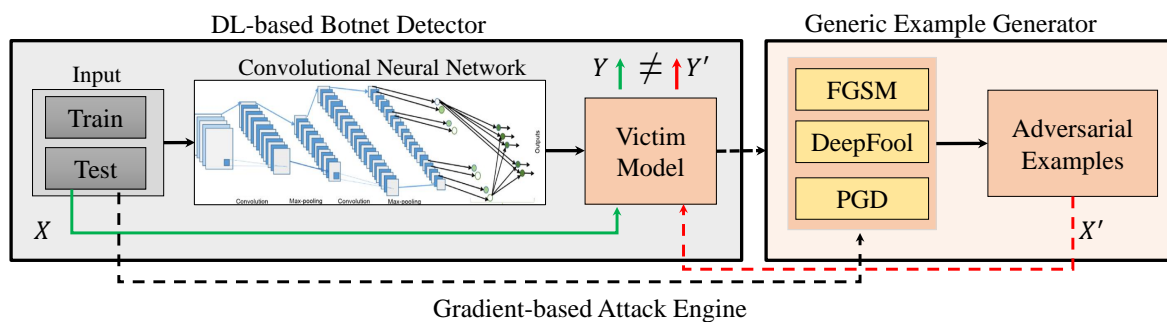 DL-based Botnet Detector
Generic Example Generator
Input
Train
Test
Convolutional Neural Network
Convolution
Max-pooling
Convolution
Max-pooling
Outputs
Y ≠ Y'
Victim
Model
FGSM
DeepFool
PGD
Adversarial
Examples
X
X'
Gradient-based Attack Engine